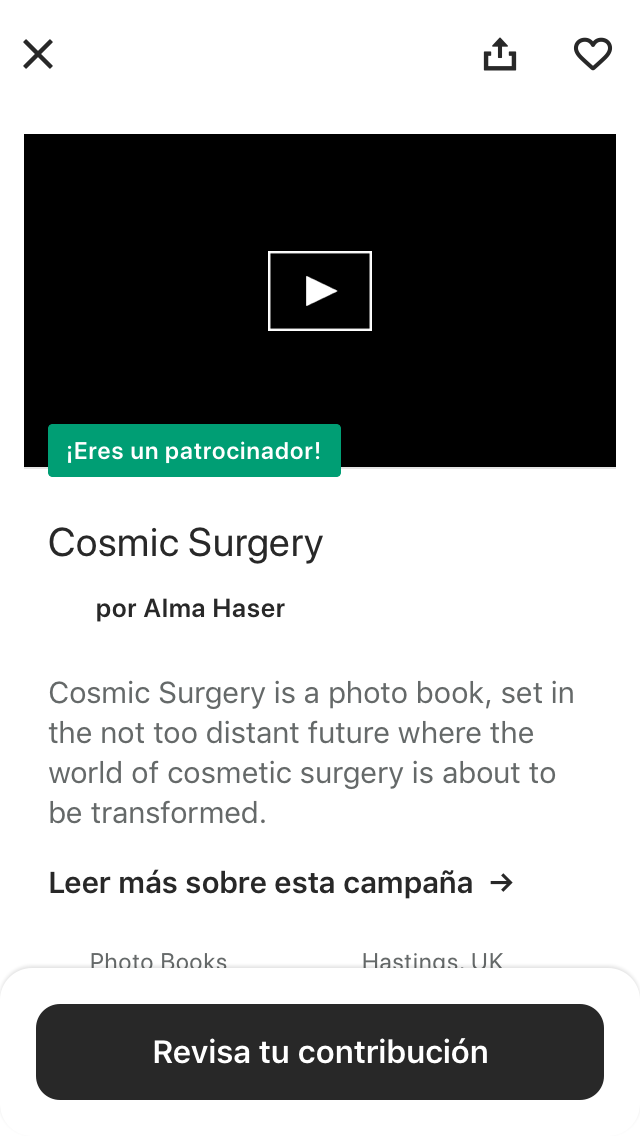 ¡Eres un patrocinador!
Cosmic Surgery
por Alma Haser
Cosmic Surgery is a photo book, set in
the not too distant future where the
world of cosmetic surgery is about to
be transformed.
Leer más sobre esta campaña →
Photo Books
Hastings, UK
Revisa tu contribución